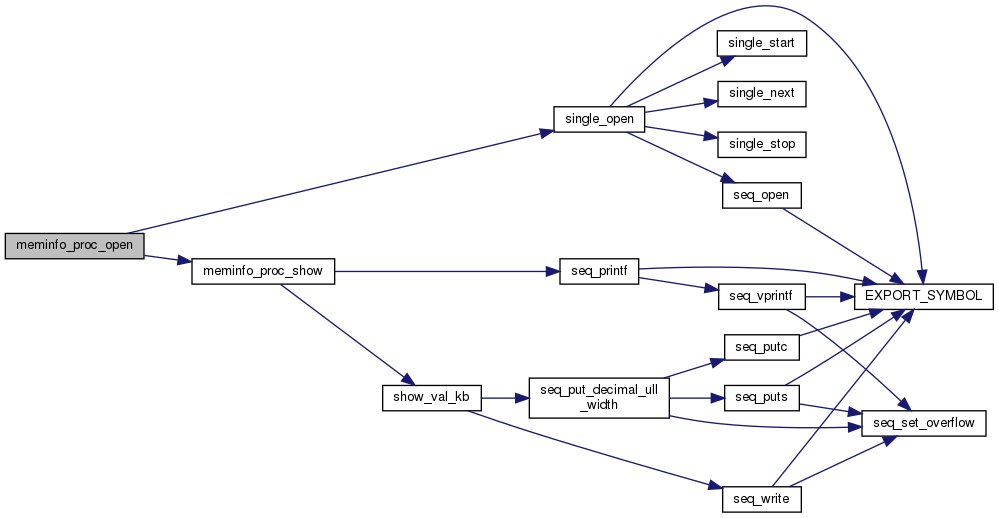 single_start
single_next
single_open
single_stop
seq_open
meminfo_proc_open
meminfo_proc_show
seq_printf
seq_vprintf
EXPORT_SYMBOL
seq_putc
show_val_kb
seq_put_decimal_ull
_width
seq_puts
seq_set_overflow
seq_write